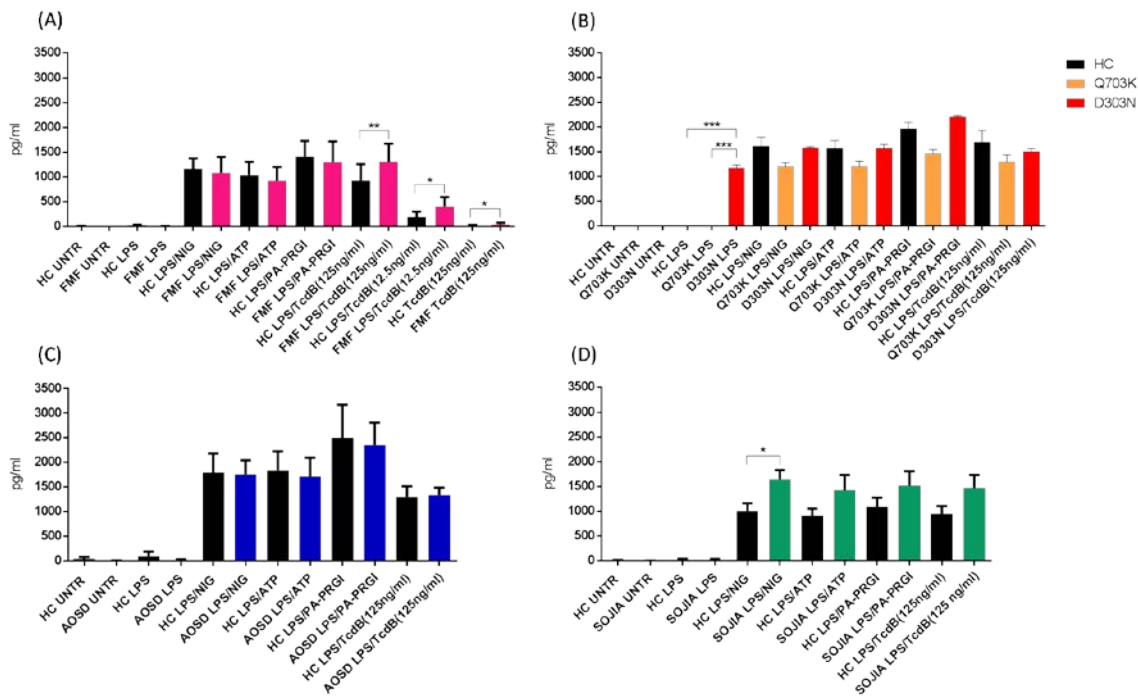 (A)
3500
3000
2500
2000
1500
1000
500
0
pg/ml
**
*
*
HC UNTR
FMF UNTR
HC LPS
FMF LPS
HC LPS/NIG
FMF LPS/NIG
HC LPS/ATP
FMF LPS/ATP
HC LPS/PA-PRGI
FMF LPS/PA-PRGI
HC LPS/TcdB(125ng/ml)
FMF LPS/TcdB(125ng/ml)
HC LPS/TcdB(12.5ng/ml)
FMF LPS/TcdB(12.5ng/ml)
HC TcdB(125ng/ml)
FMF TcdB(125ng/ml)
(B)
3500
3000
2500
2000
1500
1000
500
0
pg/ml
***
***
HC
Q703K
D303N
HC UNTR
Q703K UNTR
D303N UNTR
HC LPS
Q703K LPS
D303N LPS
HC LPS/NIG
Q703K LPS/NIG
D303N LPS/NIG
HC LPS/ATP
Q703K LPS/ATP
D303N LPS/ATP
HC LPS/PA-PRGI
Q703K LPS/PA-PRGI
D303N LPS/PA-PRGI
HC LPS/TcdB(125ng/ml)
Q703K LPS/TcdB(125ng/ml)
D303N LPS/TcdB(125ng/ml)
(C)
3500
3000
2500
2000
1500
1000
500
0
pg/ml
HC UNTR
AOSD UNTR
HC LPS
AOSD LPS
HC LPS/NIG
AOSD LPS/NIG
HC LPS/ATP
AOSD LPS/ATP
HC LPS/PA-PRGI
AOSD LPS/PA-PRGI
HC LPS/TcdB(125ng/ml)
AOSD LPS/TcdB(125ng/ml)
(D)
3500
3000
2500
2000
1500
1000
500
0
pg/ml
*
HC UNTR
SOJIA UNTR
HC LPS
SOJIA LPS
HC LPS/NIG
SOJIA LPS/NIG
HC LPS/ATP
SOJIA LPS/ATP
HC LPS/PA-PRGI
SOJIA LPS/PA-PRGI
HC LPS/TcdB(125ng/ml)
SOJIA LPS/TcdB(125 ng/ml)